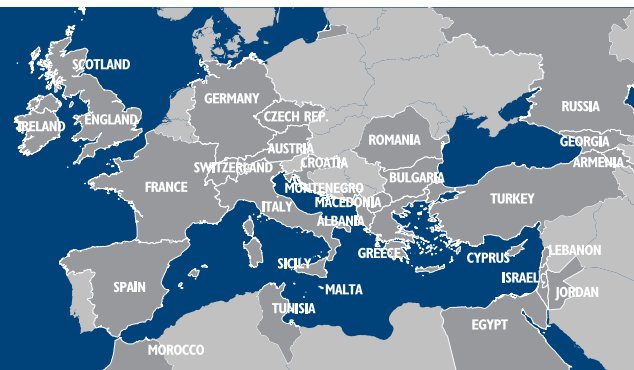 SCOTLAND
IRELAND
ENGLAND
GERMANY
CZECH REP.
RUSSIA
AUSTRIA
ROMANIA
GEORGIA
SWITZERLAND
CROATIA
ARMENIA
FRANCE
MONTENEGRO
BULGARIA
ITALY
MACEDONIA
TURKEY
ALBANIA
GREECE
CYPRUS
LEBANON
SICILY
ISRAEL
SPAIN
MALTA
JORDAN
TUNISIA
EGYPT
MOROCCO